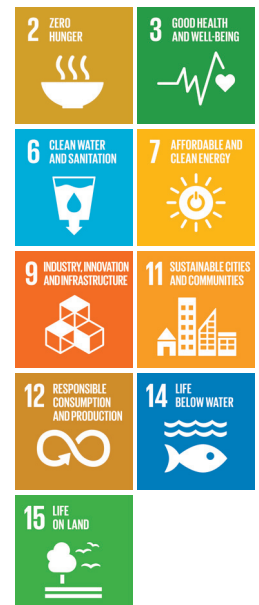 2 ZERO
HUNGER
3 GOOD HEALTH
AND WELL-BEING
6 CLEAN WATER
AND SANITATION
7 AFFORDABLE AND
CLEAN ENERGY
9 INDUSTRY, INNOVATION
AND INFRASTRUCTURE
11 SUSTAINABLE CITIES
AND COMMUNITIES
12 RESPONSIBLE
CONSUMPTION
AND PRODUCTION
14 LIFE
BELOW WATER
15 LIFE
ON LAND